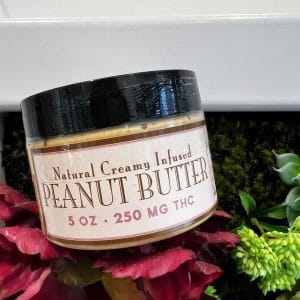 Natural Creamy Infused
PEANUT BUTTER
5 OZ · 250 MG THC